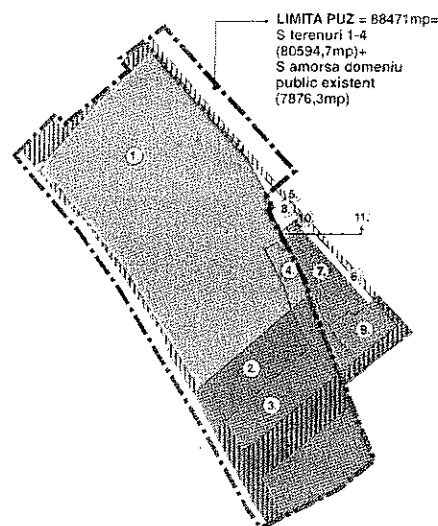 LIMITA PUZ = 88471mp=
S terenuri 1-4
(80594,7mp)+
S amorsa domeniu
public existent
(7876,3mp)
1.
5.
8.
10.
11.
4.
7.
6.
9.
2.
3.